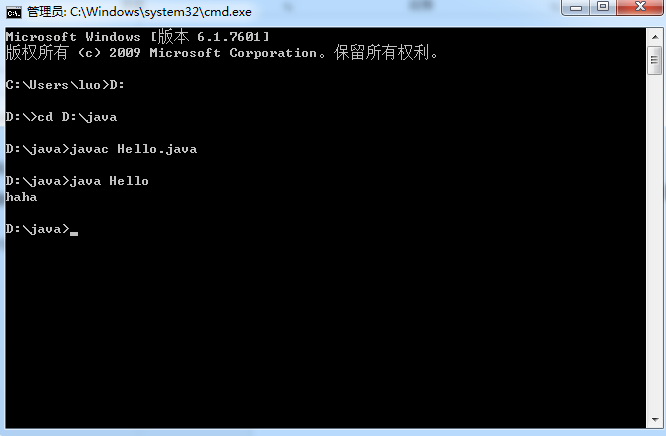 管理员: C:\Windows\system32\cmd.exe
Microsoft Windows [版本 6.1.7601]
版权所有 (c) 2009 Microsoft Corporation。保留所有权利。
C:\Users\luo>D:
D:\>cd D:\java
D:\java>javac Hello.java
D:\java>java Hello
haha
D:\java>